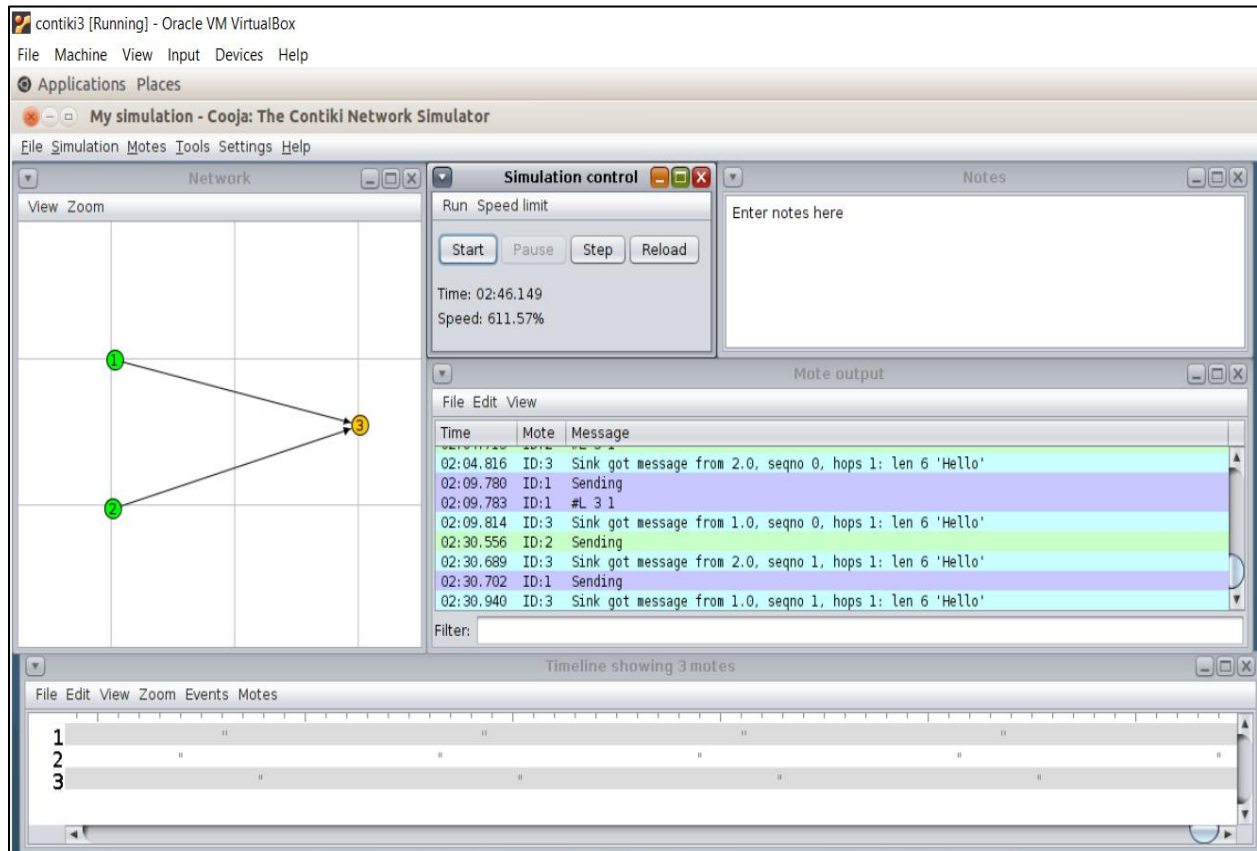 contiki3 [Running] - Oracle VM VirtualBox
File Machine View Input Devices Help
Applications Places
My simulation - Cooja: The Contiki Network Simulator
File Simulation Motes Tools Settings Help
Network
View Zoom
1
2
3
Simulation control
Run Speed limit
Start Pause Step Reload
Time: 02:46.149
Speed: 611.57%
Notes
Enter notes here
Mote output
File Edit View
Time Mote Message
02:04.816 ID:3 Sink got message from 2.0, seqno 0, hops 1: len 6 'Hello'
02:09.780 ID:1 Sending
02:09.783 ID:1 #L 3 1
02:09.814 ID:3 Sink got message from 1.0, seqno 0, hops 1: len 6 'Hello'
02:30.556 ID:2 Sending
02:30.689 ID:3 Sink got message from 2.0, seqno 1, hops 1: len 6 'Hello'
02:30.702 ID:1 Sending
02:30.940 ID:3 Sink got message from 1.0, seqno 1, hops 1: len 6 'Hello'
Filter:
Timeline showing 3 motes
File Edit View Zoom Events Motes
1
2
3